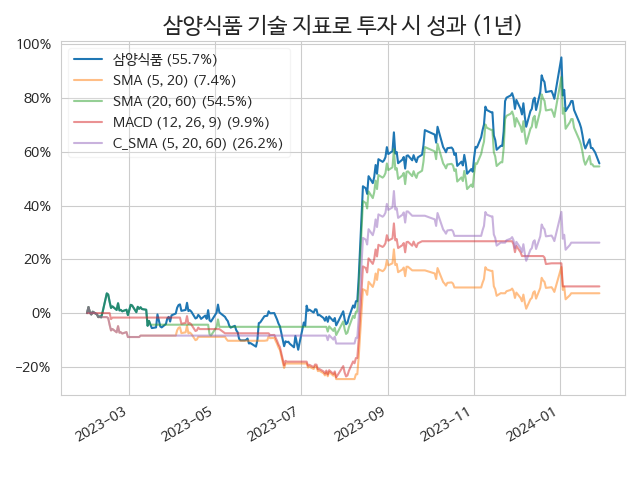 삼양식품 기술 지표로 투자 시 성과 (1년)
삼양식품 (55.7%)
SMA (5, 20) (7.4%)
SMA (20, 60) (54.5%)
MACD (12, 26, 9) (9.9%)
C_SMA (5, 20, 60) (26.2%)
100%
80%
60%
40%
20%
0%
−20%
2023−03
2023−05
2023−07
2023−09
2023−11
2024−01